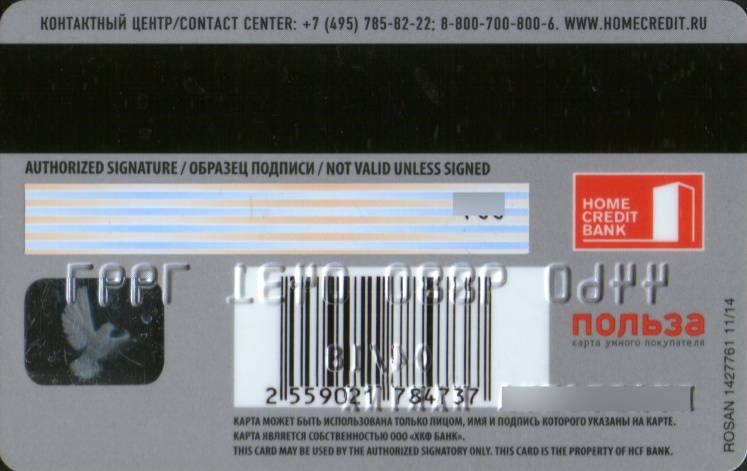 КОНТАКТНЫЙ ЦЕНТР/CONTACT CENTER: +7 (495) 785-82-22; 8-800-700-800-6. WWW.HOMECREDIT.RU
AUTHORIZED SIGNATURE / ОБРАЗЕЦ ПОДПИСИ / NOT VALID UNLESS SIGNED
HOME
CREDIT
BANK
польза
карта умного покупателя
2 559021 784737
КАРТА МОЖЕТ БЫТЬ ИСПОЛЬЗОВАНА ТОЛЬКО ЛИЦОМ, ИМЯ И ПОДПИСЬ КОТОРОГО УКАЗАНЫ НА КАРТЕ.
КАРТА ЯВЛЯЕТСЯ СОБСТВЕННОСТЬЮ ООО «ХКФ БАНК».
THIS CARD MAY BE USED BY THE AUTHORIZED SIGNATORY ONLY. THIS CARD IS THE PROPERTY OF HCF BANK.
ROSAN 1427761 11/14